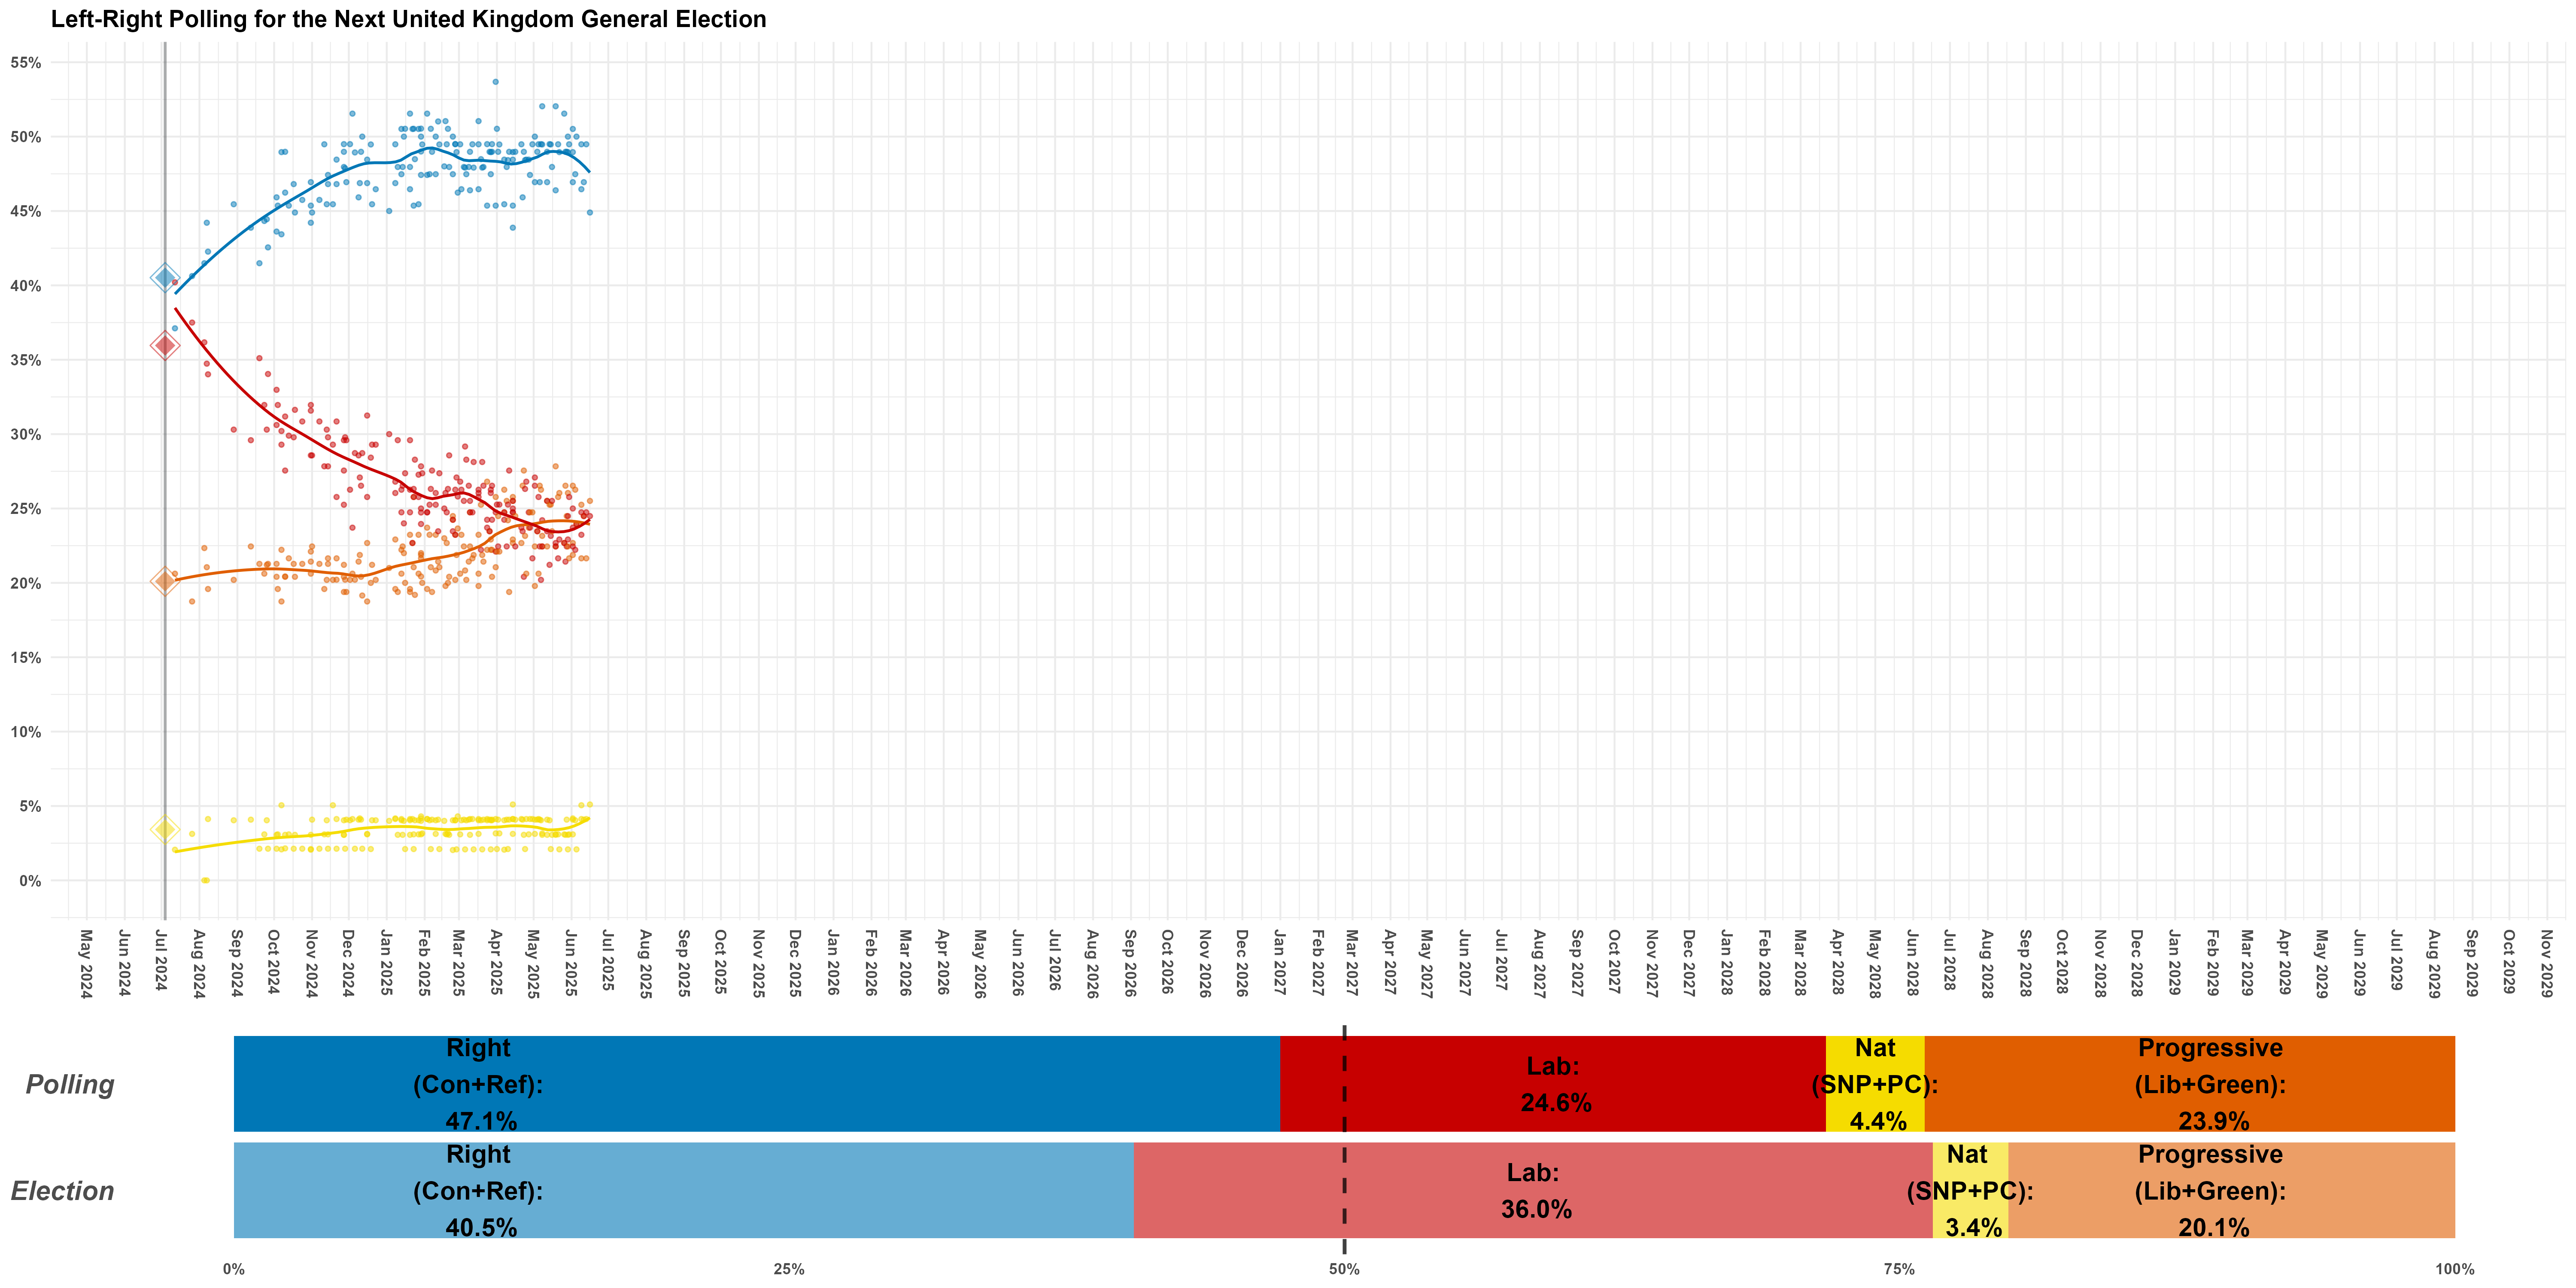 Left-Right Polling for the Next United Kingdom General Election
55%
50%
45%
40%
35%
30%
25%
20%
15%
10%
5%
0%
May 2024
Jun 2024
Jul 2024
Aug 2024
Sep 2024
Oct 2024
Nov 2024
Dec 2024
Jan 2025
Feb 2025
Mar 2025
Apr 2025
May 2025
Jun 2025
Jul 2025
Aug 2025
Sep 2025
Oct 2025
Nov 2025
Dec 2025
Jan 2026
Feb 2026
Mar 2026
Apr 2026
May 2026
Jun 2026
Jul 2026
Aug 2026
Sep 2026
Oct 2026
Nov 2026
Dec 2026
Jan 2027
Feb 2027
Mar 2027
Apr 2027
May 2027
Jun 2027
Jul 2027
Aug 2027
Sep 2027
Oct 2027
Nov 2027
Dec 2027
Jan 2028
Feb 2028
Mar 2028
Apr 2028
May 2028
Jun 2028
Jul 2028
Aug 2028
Sep 2028
Oct 2028
Nov 2028
Dec 2028
Jan 2029
Feb 2029
Mar 2029
Apr 2029
May 2029
Jun 2029
Jul 2029
Aug 2029
Sep 2029
Oct 2029
Nov 2029
Polling
Right
(Con+Ref):
47.1%
Lab:
24.6%
Nat
(SNP+PC):
4.4%
Progressive
(Lib+Green):
23.9%
Election
Right
(Con+Ref):
40.5%
Lab:
36.0%
Nat
(SNP+PC):
3.4%
Progressive
(Lib+Green):
20.1%
0%
25%
50%
75%
100%